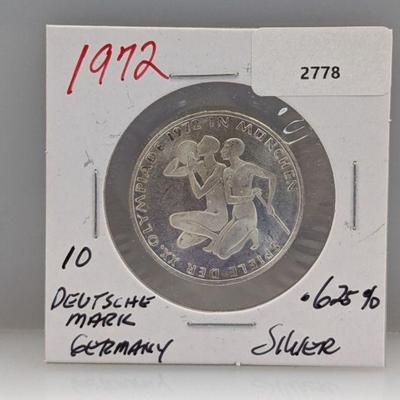 1972
2778
SPIELE·DER XX. OLYMPIADE 1972 IN MÜNCHEN
10
DEUTSCHE
MARK
GERMANY
.625%
SILVER